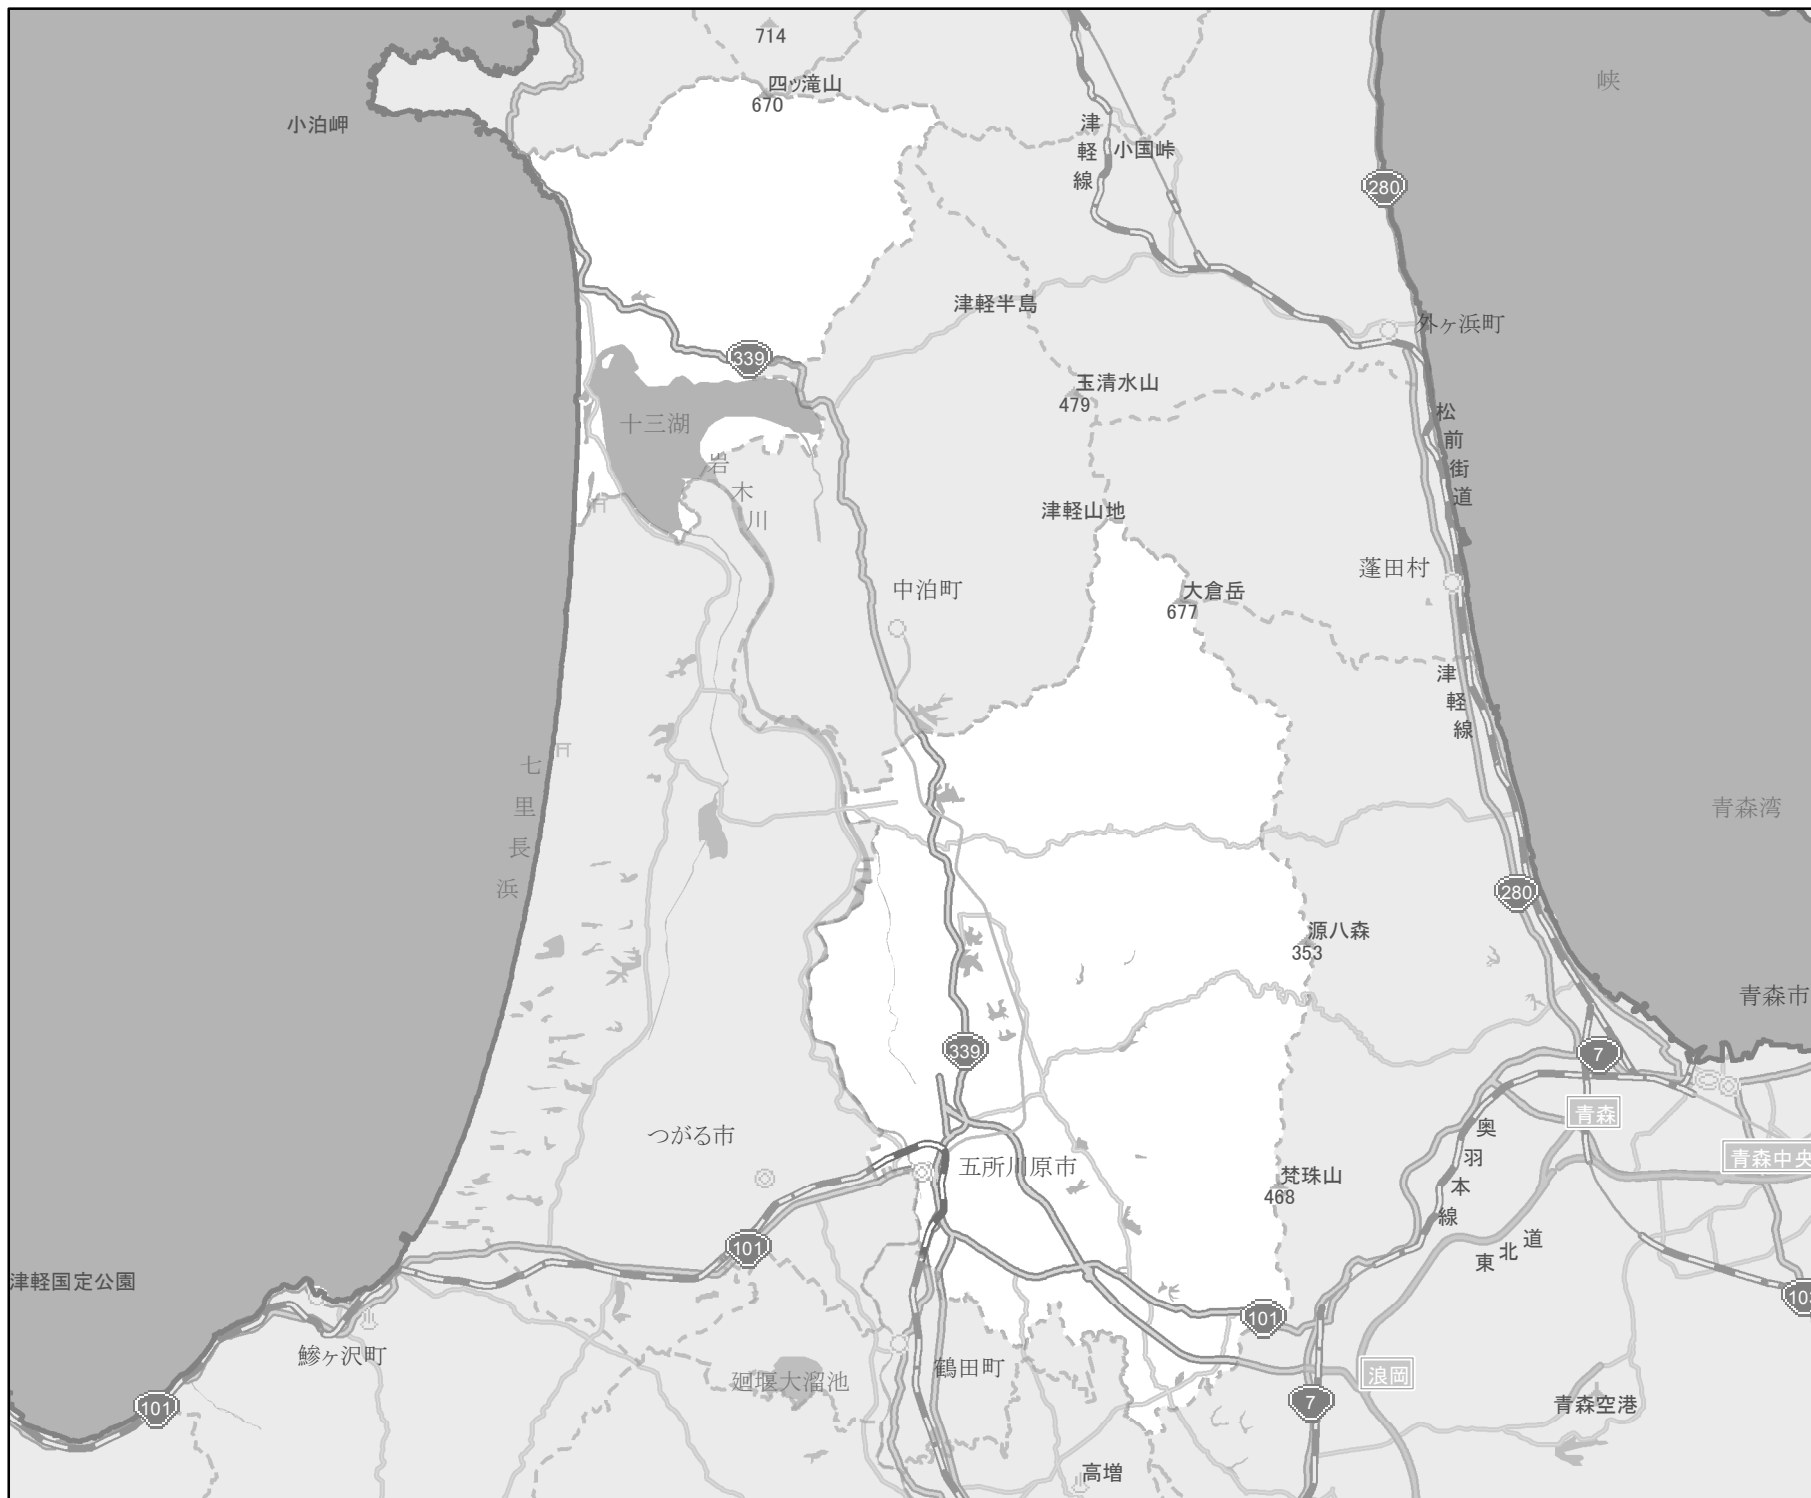 714
四ッ滝山
670
峡
小泊岬
津軽線
小国峠
280
津軽半島
外ヶ浜町
339
玉清水山
479
十三湖
松前街道
岩木川
津軽山地
蓬田村
中泊町
大倉岳
677
津軽線
七里長浜
青森湾
280
源八森
353
青森市
339
7
青森
つがる市
奥羽本線
五所川原市
青森中央
梵珠山
468
101
東北道
津軽国定公園
103
101
鰺ヶ沢町
鶴田町
廻堰大溜池
浪岡
101
7
青森空港
高増